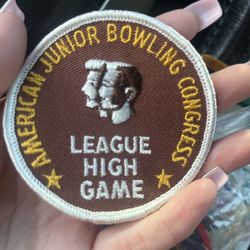 AMERICAN JUNIOR BOWLING CONGRESS
LEAGUE
HIGH
GAME